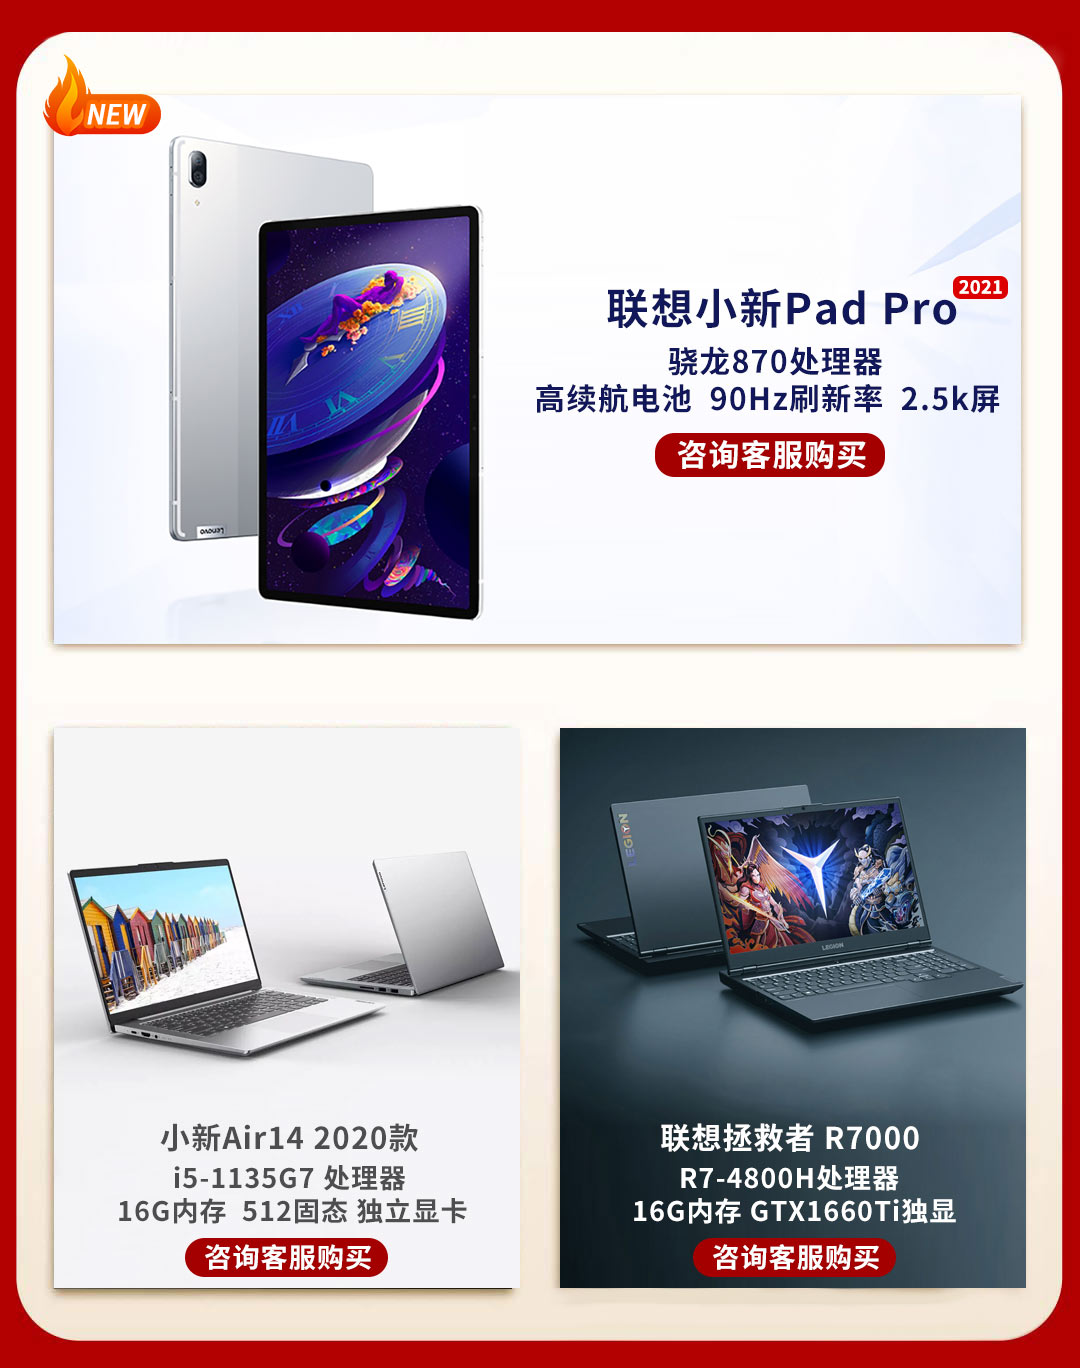 NEW
Lenovo
联想小新Pad Pro 2021
骁龙870处理器
高续航电池 90Hz刷新率 2.5k屏
咨询客服购买
小新Air14 2020款
i5-1135G7 处理器
16G内存 512固态 独立显卡
咨询客服购买
LEGION
LEGION
联想拯救者 R7000
R7-4800H处理器
16G内存 GTX1660Ti独显
咨询客服购买